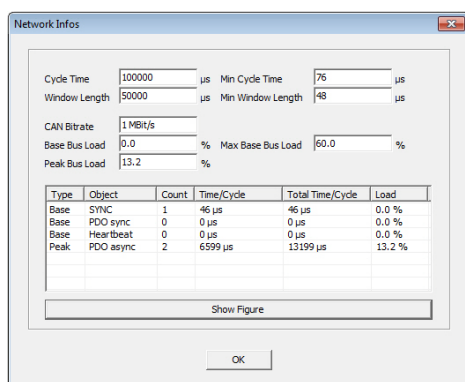 Network Infos
Cycle Time 100000 µs Min Cycle Time 76 µs
Window Length 50000 µs Min Window Length 48 µs
CAN Bitrate 1 MBit/s
Base Bus Load 0.0 % Max Base Bus Load 60.0 %
Peak Bus Load 13.2 %
Type Object Count Time/Cycle Total Time/Cycle Load
Base SYNC 1 46 µs 46 µs 0.0 %
Base PDO sync 0 0 µs 0 µs 0.0 %
Base Heartbeat 0 0 µs 0 µs 0.0 %
Peak PDO async 2 6599 µs 13199 µs 13.2 %
Show Figure
OK